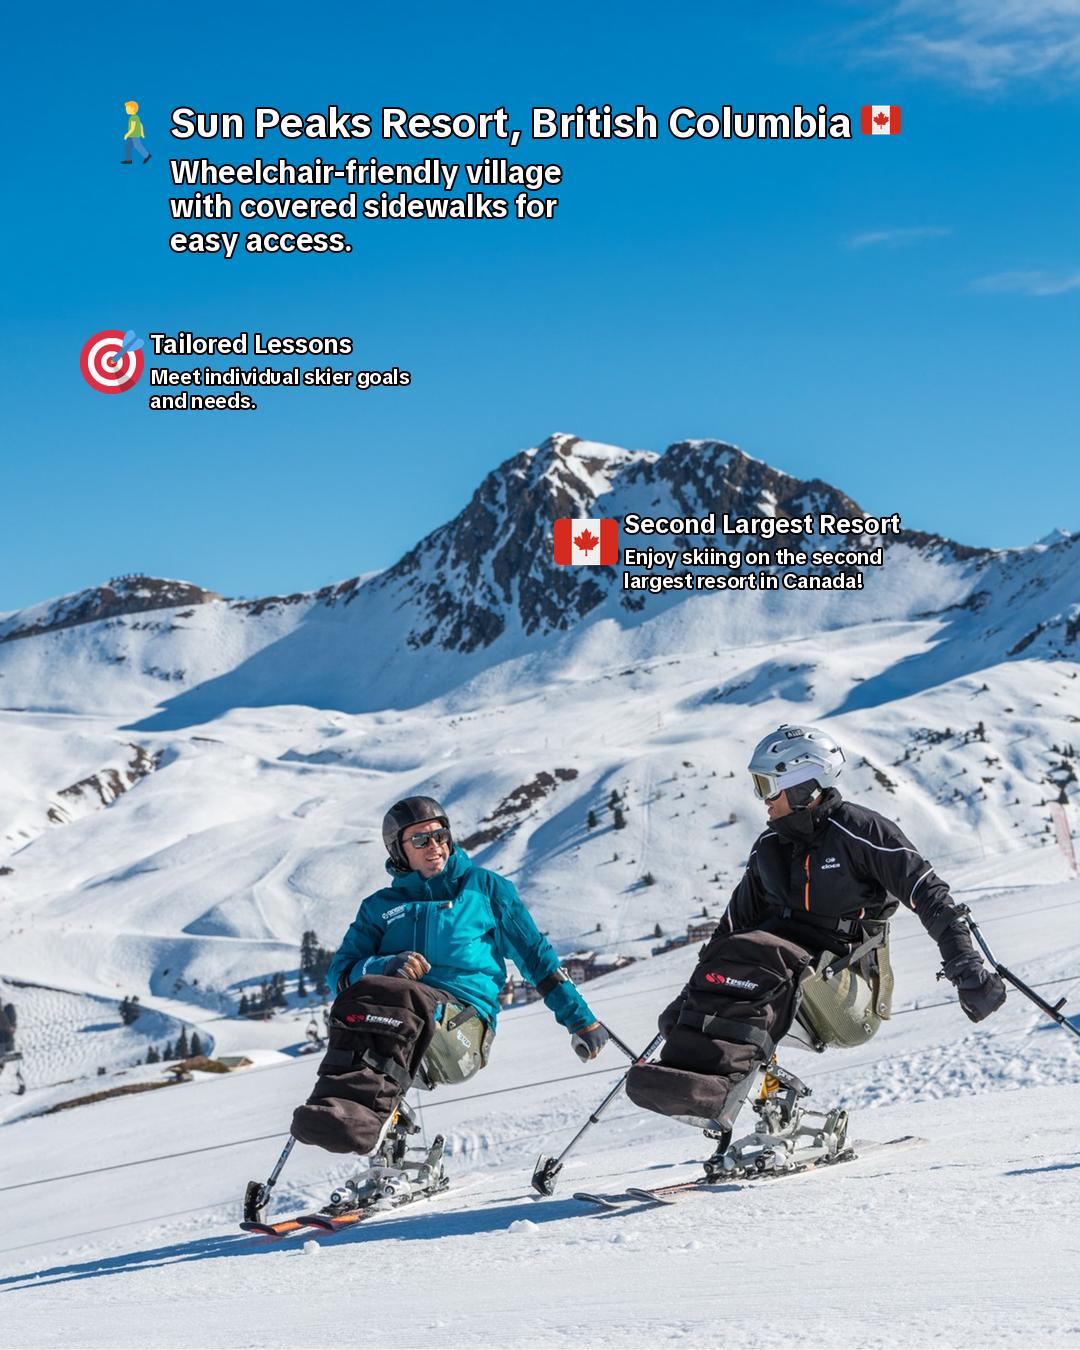 Sun Peaks Resort, British Columbia
Wheelchair-friendly village
with covered sidewalks for
easy access.
Tailored Lessons
Meet individual skier goals
and needs.
Second Largest Resort
Enjoy skiing on the second
largest resort in Canada!
tessier
tessier